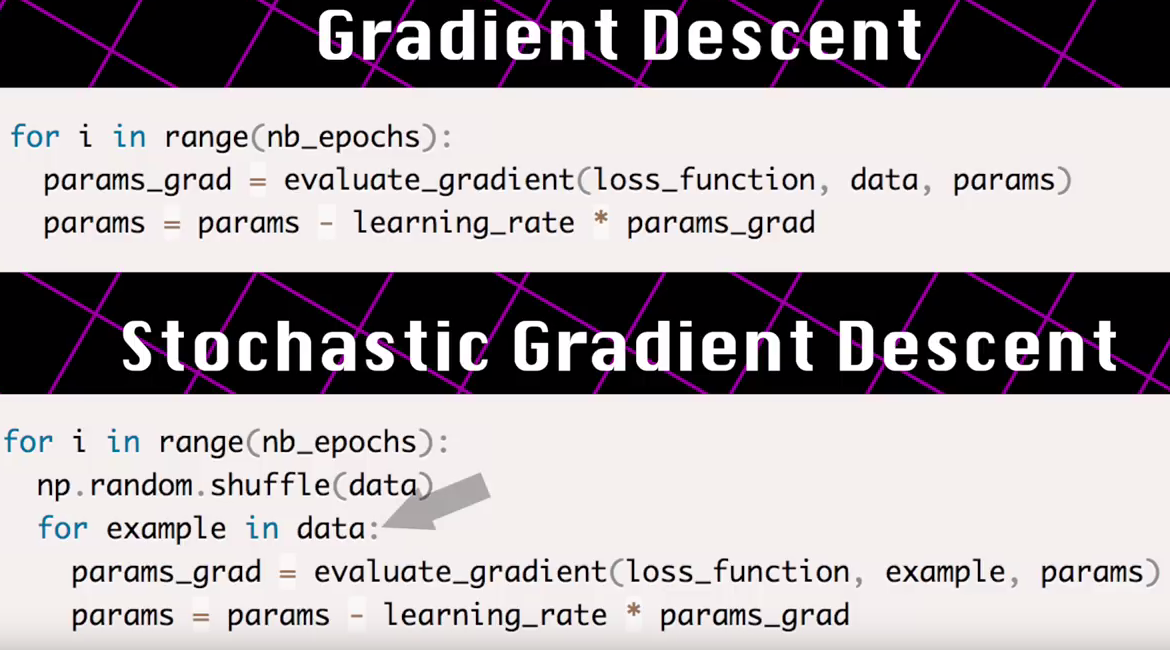 Gradient Descent
for i in range(nb_epochs):
params_grad = evaluate_gradient(loss_function, data, params)
params = params - learning_rate * params_grad
Stochastic Gradient Descent
for i in range(nb_epochs):
np.random.shuffle(data)
for example in data:
params_grad = evaluate_gradient(loss_function, example, params)
params = params - learning_rate * params_grad